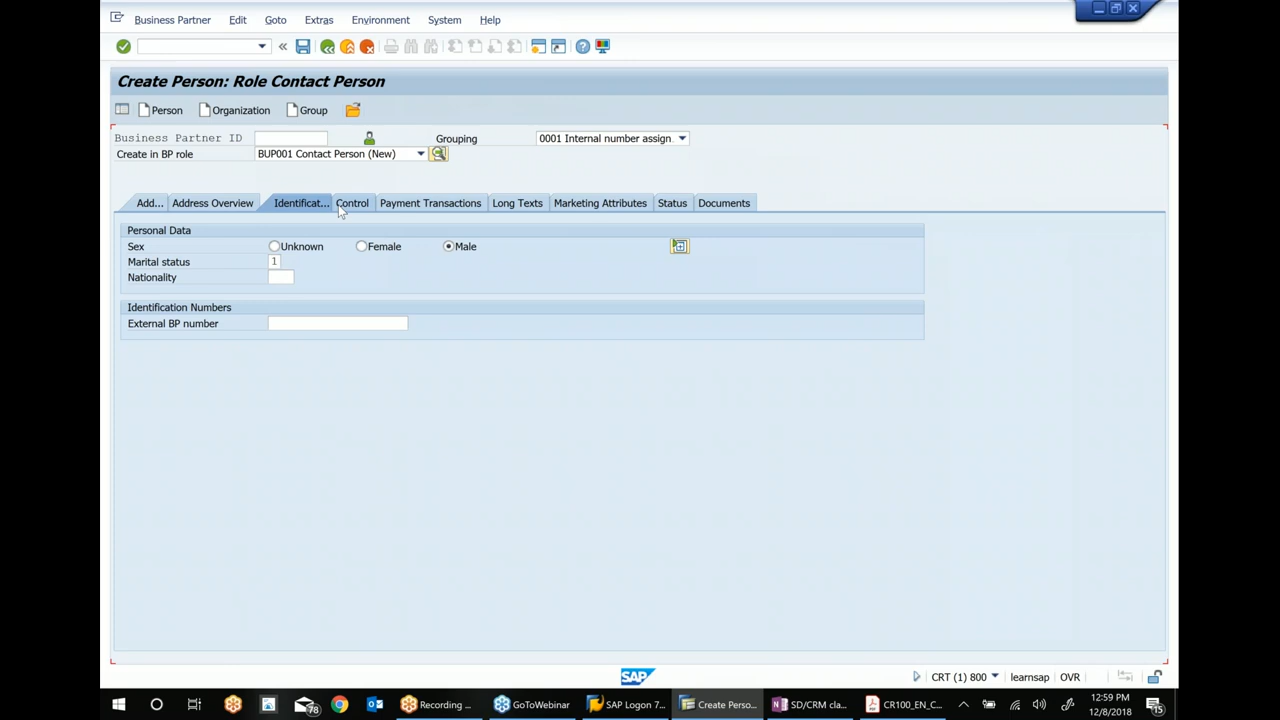 Business Partner Edit Goto Extras Environment System Help
Create Person: Role Contact Person
Person Organization Group
Business Partner ID Grouping 0001 Internal number assign
Create in BP role BUP001 Contact Person (New)
Add... Address Overview Identificat... Control Payment Transactions Long Texts Marketing Attributes Status Documents
Personal Data
Sex Unknown Female Male
Marital status 1
Nationality
Identification Numbers
External BP number
SAP CRT (1) 800 learnsap OVR
78 Recording ... GoToWebinar SAP Logon 7... Create Perso... SD/CRM cla... CR100_EN_C... 12:59 PM
12/8/2018 15